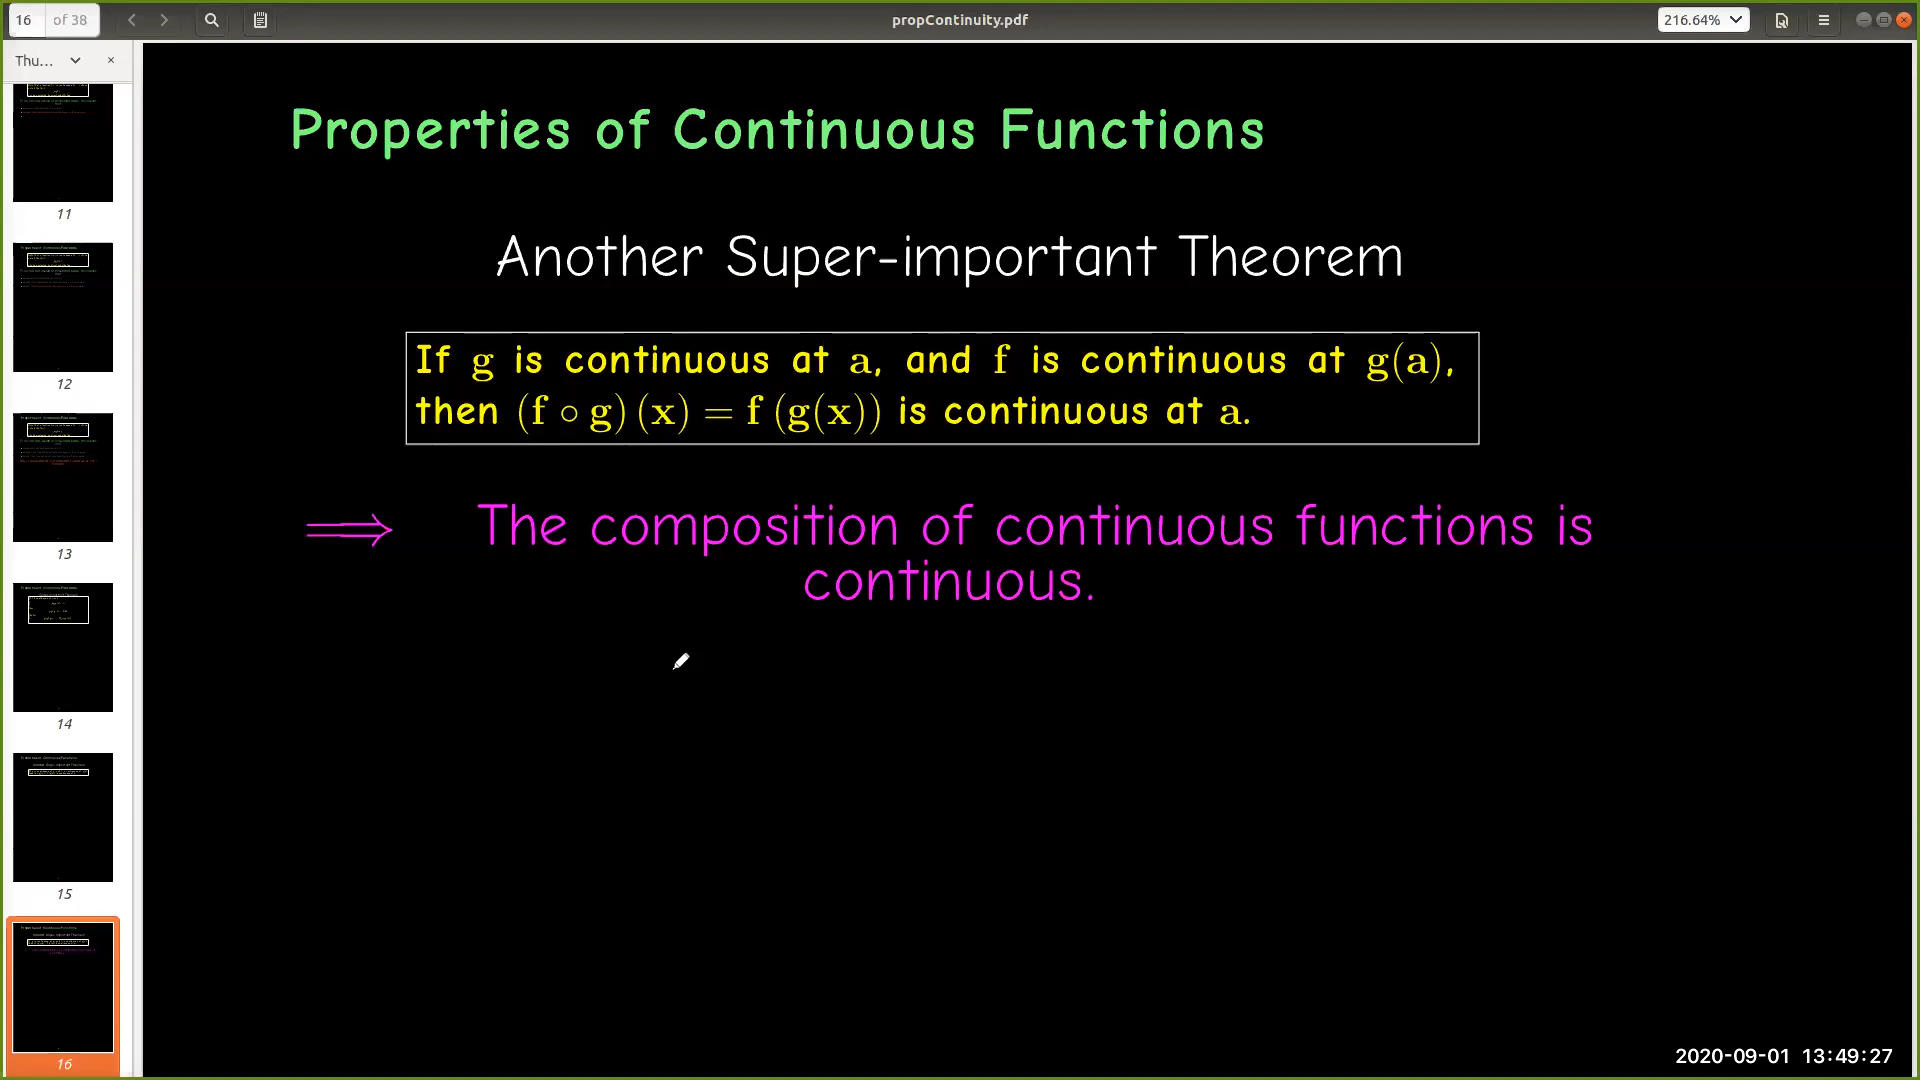 16 of 38
propContinuity.pdf
216.64%
Thu...
11
12
13
14
15
16
Properties of Continuous Functions
Another Super-important Theorem
If g is continuous at a, and f is continuous at g(a),
then (f ∘ g) (x) = f (g(x)) is continuous at a.
⟹ The composition of continuous functions is
continuous.
2020-09-01 13:49:27